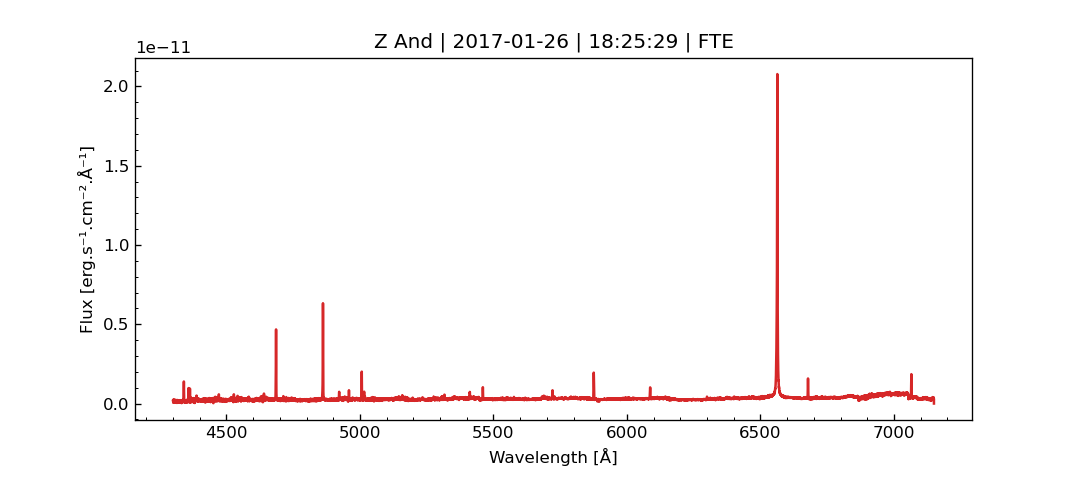 Z And | 2017-01-26 | 18:25:29 | FTE
1e−11
2.0
1.5
1.0
0.5
0.0
Flux [erg.s⁻¹.cm⁻².Å⁻¹]
4500 5000 5500 6000 6500 7000
Wavelength [Å]